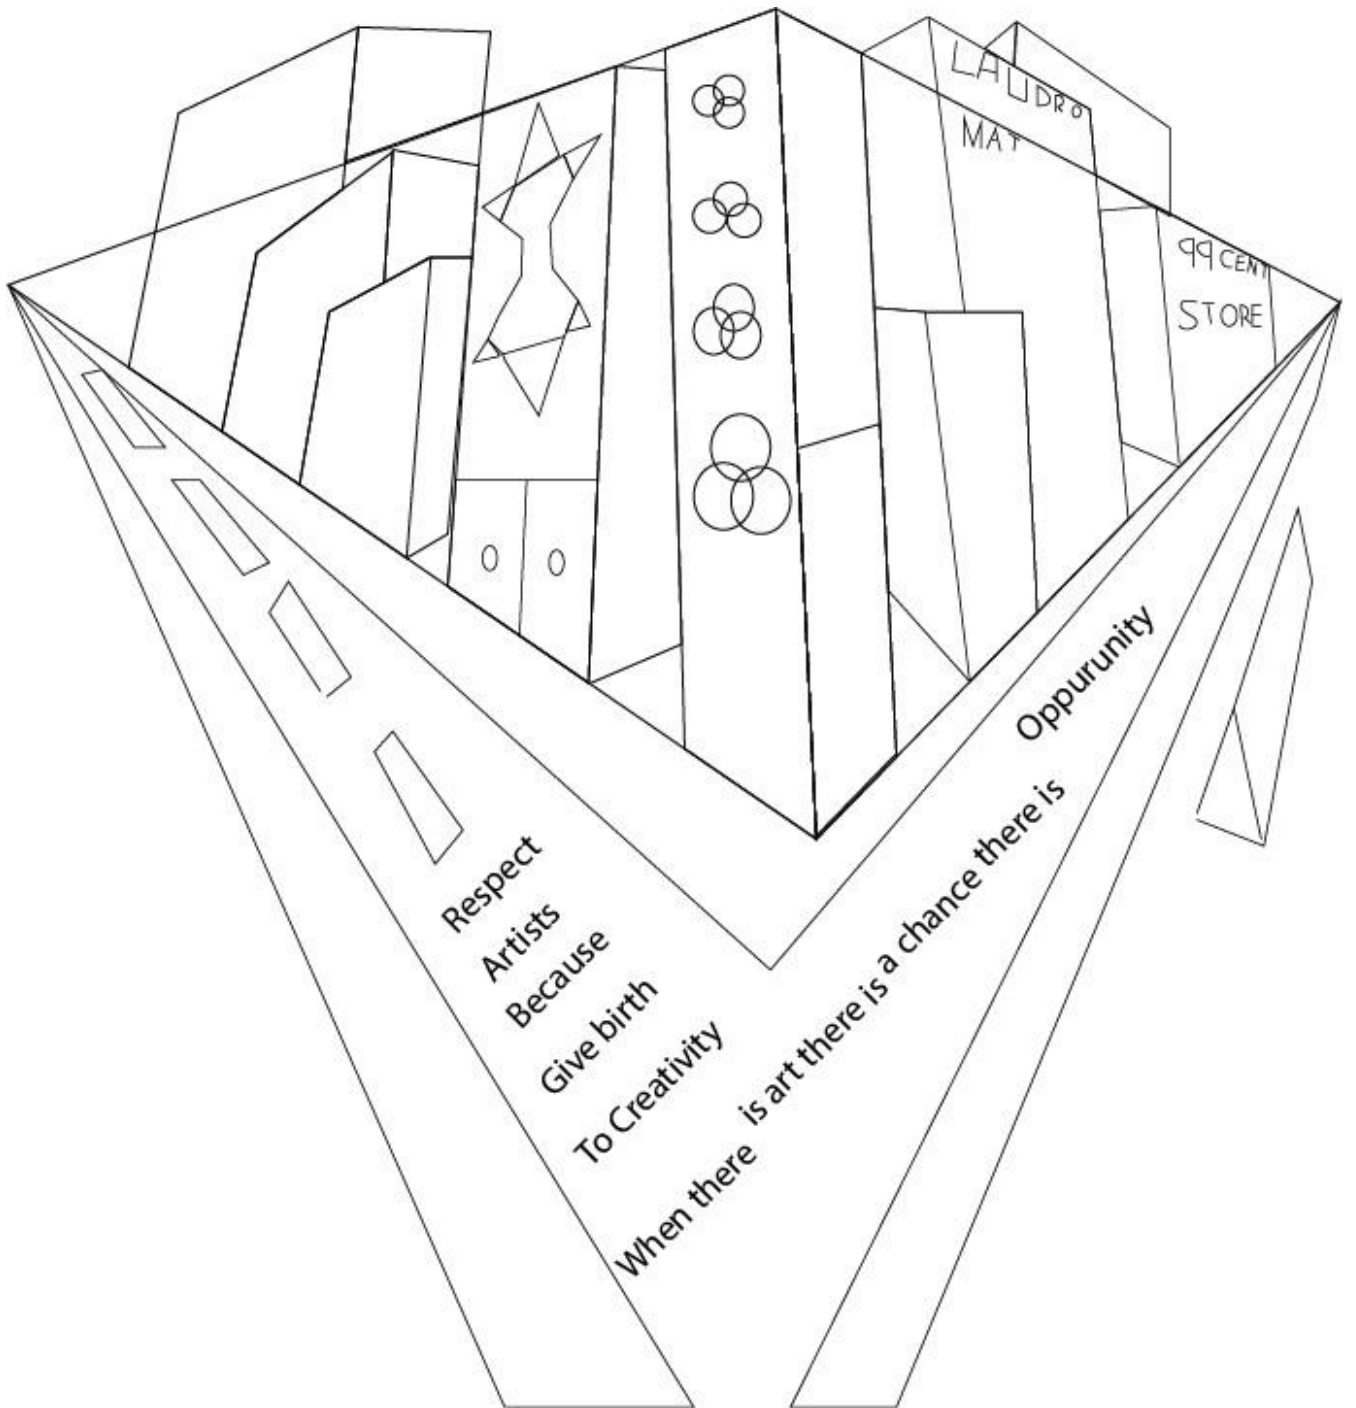 LAUDRO
MAT
99 CENT
STORE
Respect
Artists
Because
Give birth
To Creativity
When there is art there is a chance there is Oppurunity